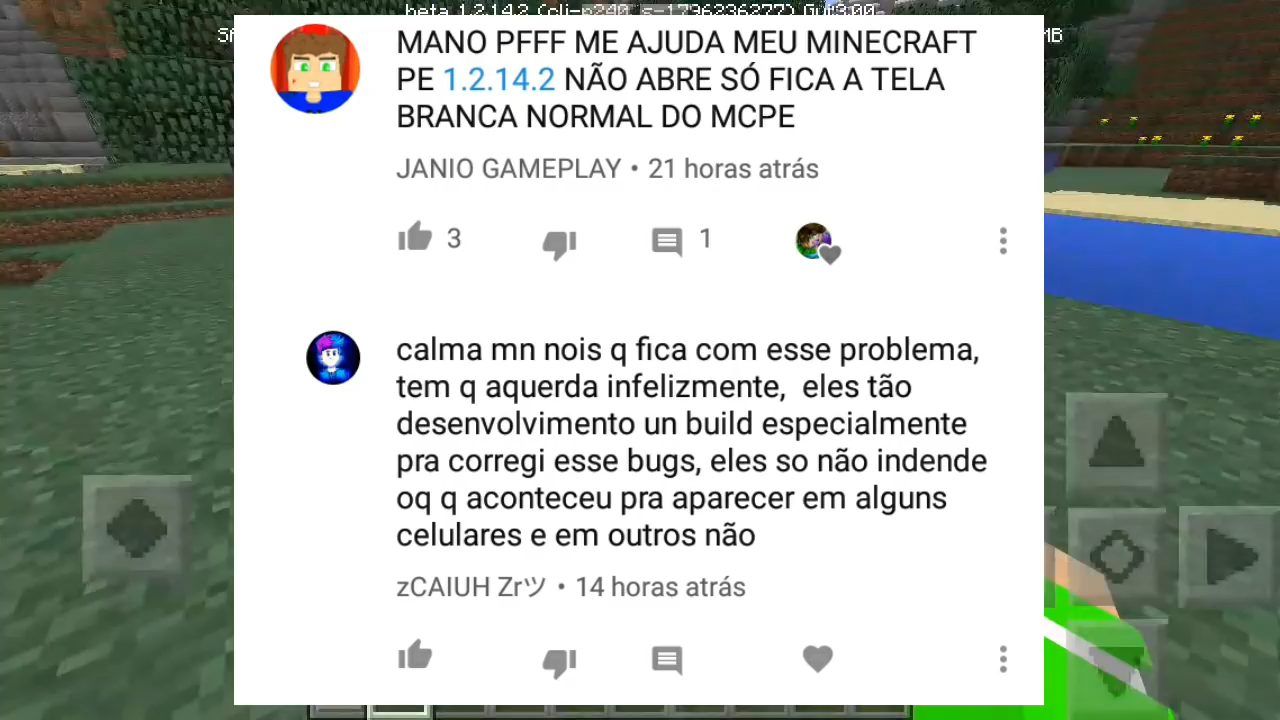 MANO PFFF ME AJUDA MEU MINECRAFT
PE 1.2.14.2 NÃO ABRE SÓ FICA A TELA
BRANCA NORMAL DO MCPE
JANIO GAMEPLAY • 21 horas atrás
3
1
calma mn nois q fica com esse problema,
tem q aquerda infelizmente, eles tão
desenvolvimento un build especialmente
pra corregi esse bugs, eles so não indende
oq q aconteceu pra aparecer em alguns
celulares e em outros não
zCAIUH Zrツ • 14 horas atrás